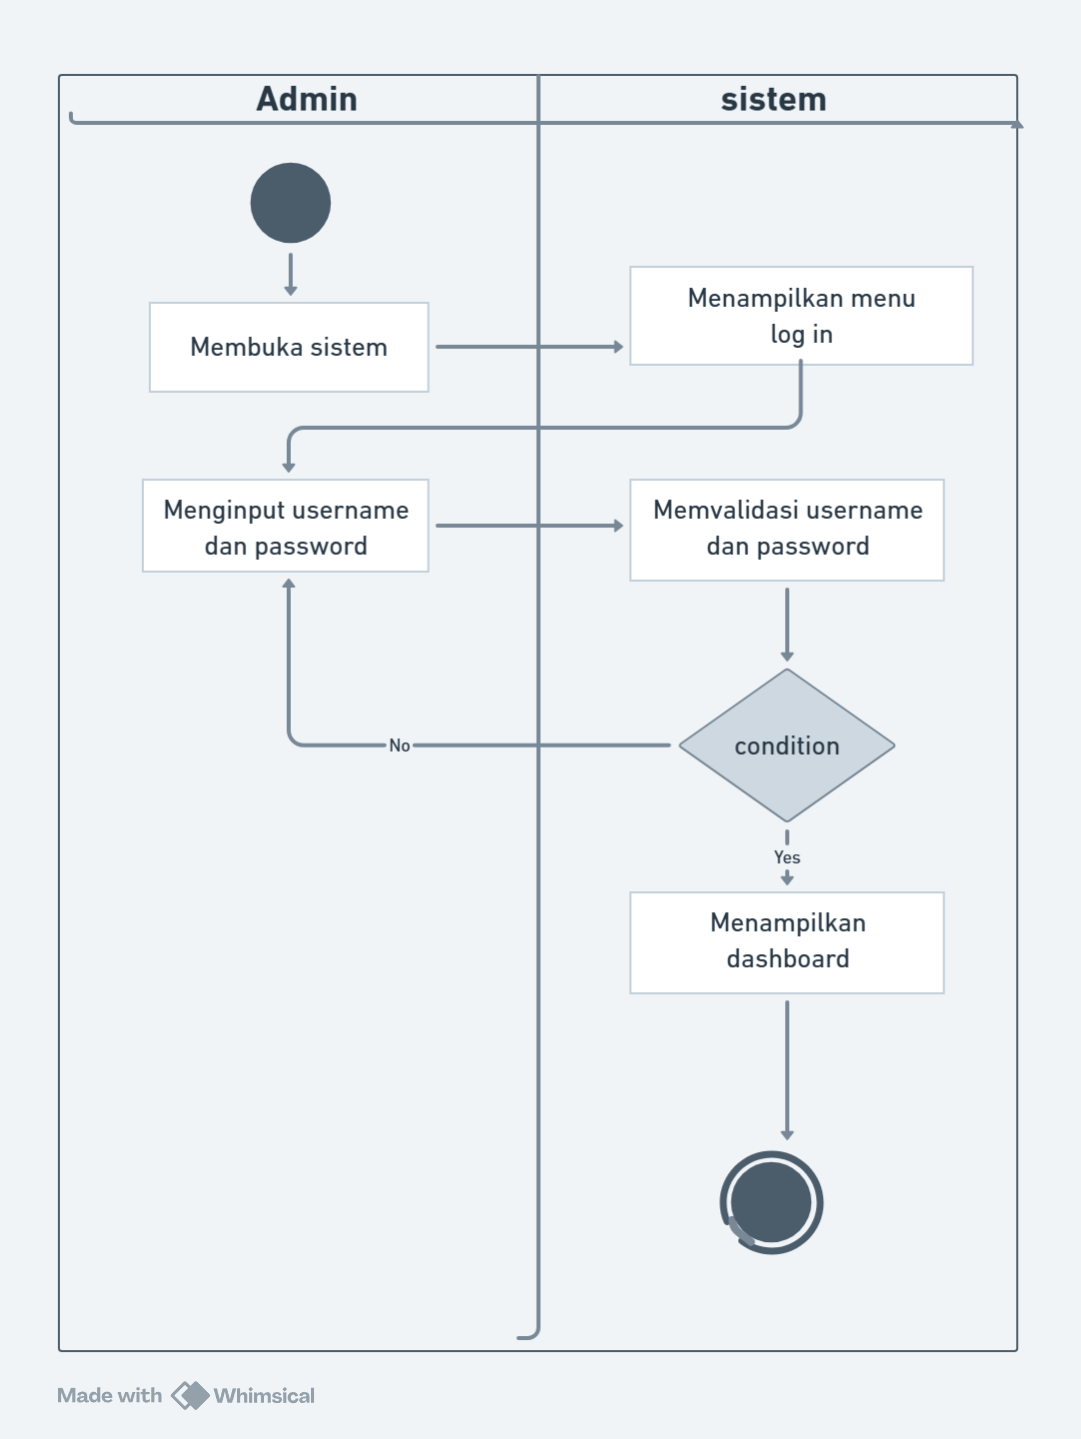 Admin
sistem
Membuka sistem
Menampilkan menu
log in
Menginput username
dan password
Memvalidasi username
dan password
condition
No
Yes
Menampilkan
dashboard
Made with Whimsical